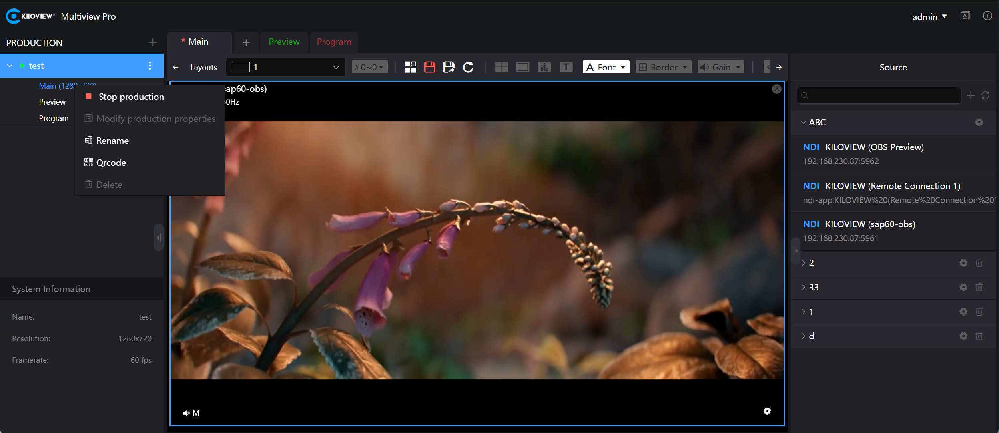 KILOVIEW® Multiview Pro
admin
PRODUCTION
test
Main (1280x720)
Preview
Program
Stop production
Modify production properties
Rename
Qrcode
Delete
System Information
Name: test
Resolution: 1280x720
Framerate: 60 fps
* Main
+
Preview
Program
Layouts
1
#0~0
T
A Font
Border
Gain
sap60-obs)
60Hz
M
Source
ABC
NDI KILOVIEW (OBS Preview)
192.168.230.87:5962
NDI KILOVIEW (Remote Connection 1)
ndi-app:KILOVIEW%20(Remote%20Connection%20
NDI KILOVIEW (sap60-obs)
192.168.230.87:5961
2
33
1
d